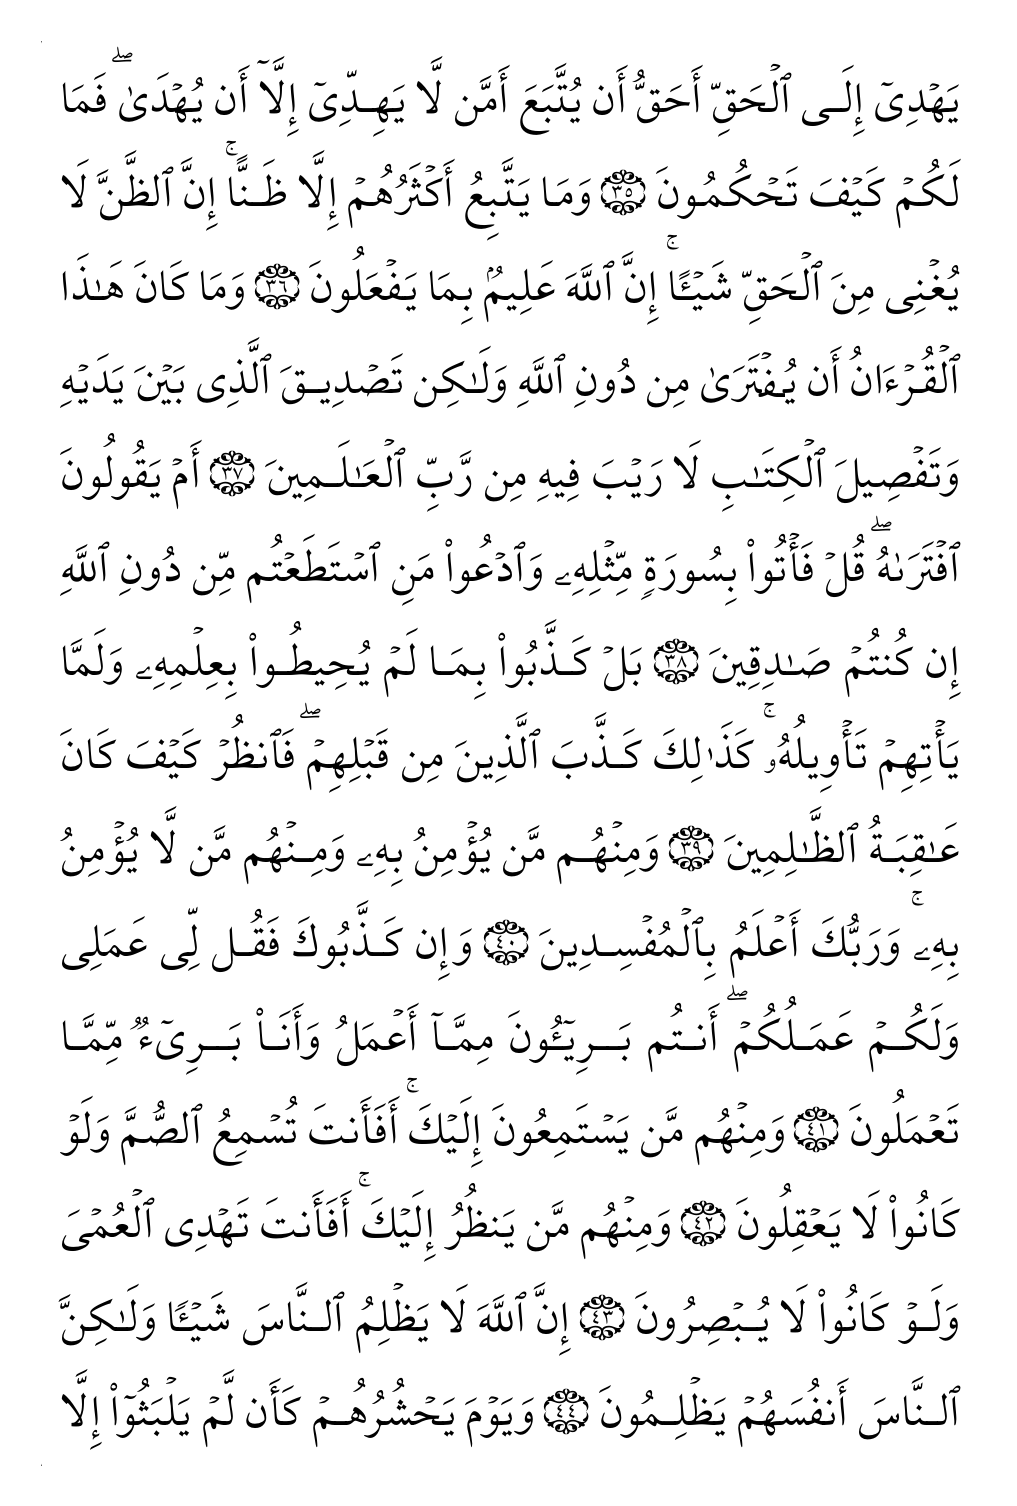 يَهۡدِيٓ إِلَى ٱلۡحَقِّ أَحَقُّ أَن يُتَّبَعَ أَمَّن لَّا يَهِدِّيٓ إِلَّآ أَن يُهۡدَىٰۖ فَمَا
لَكُمۡ كَيۡفَ تَحۡكُمُونَ ۝٣٥ وَمَا يَتَّبِعُ أَكۡثَرُهُمۡ إِلَّا ظَنًّاۚ إِنَّ ٱلظَّنَّ لَا
يُغۡنِي مِنَ ٱلۡحَقِّ شَيۡـًٔاۚ إِنَّ ٱللَّهَ عَلِيمُۢ بِمَا يَفۡعَلُونَ ۝٣٦ وَمَا كَانَ هَٰذَا
ٱلۡقُرۡءَانُ أَن يُفۡتَرَىٰ مِن دُونِ ٱللَّهِ وَلَٰكِن تَصۡدِيقَ ٱلَّذِي بَيۡنَ يَدَيۡهِ
وَتَفۡصِيلَ ٱلۡكِتَٰبِ لَا رَيۡبَ فِيهِ مِن رَّبِّ ٱلۡعَٰلَمِينَ ۝٣٧ أَمۡ يَقُولُونَ
ٱفۡتَرَىٰهُۖ قُلۡ فَأۡتُواْ بِسُورَةٖ مِّثۡلِهِۦ وَٱدۡعُواْ مَنِ ٱسۡتَطَعۡتُم مِّن دُونِ ٱللَّهِ
إِن كُنتُمۡ صَٰدِقِينَ ۝٣٨ بَلۡ كَذَّبُواْ بِمَا لَمۡ يُحِيطُواْ بِعِلۡمِهِۦ وَلَمَّا
يَأۡتِهِمۡ تَأۡوِيلُهُۥۚ كَذَٰلِكَ كَذَّبَ ٱلَّذِينَ مِن قَبۡلِهِمۡۖ فَٱنظُرۡ كَيۡفَ كَانَ
عَٰقِبَةُ ٱلظَّٰلِمِينَ ۝٣٩ وَمِنۡهُم مَّن يُؤۡمِنُ بِهِۦ وَمِنۡهُم مَّن لَّا يُؤۡمِنُ
بِهِۦۚ وَرَبُّكَ أَعۡلَمُ بِٱلۡمُفۡسِدِينَ ۝٤٠ وَإِن كَذَّبُوكَ فَقُل لِّي عَمَلِي
وَلَكُمۡ عَمَلُكُمۡۖ أَنتُم بَرِيٓـُٔونَ مِمَّآ أَعۡمَلُ وَأَنَا۠ بَرِيٓءٞ مِّمَّا
تَعۡمَلُونَ ۝٤١ وَمِنۡهُم مَّن يَسۡتَمِعُونَ إِلَيۡكَۚ أَفَأَنتَ تُسۡمِعُ ٱلصُّمَّ وَلَوۡ
كَانُواْ لَا يَعۡقِلُونَ ۝٤٢ وَمِنۡهُم مَّن يَنظُرُ إِلَيۡكَۚ أَفَأَنتَ تَهۡدِي ٱلۡعُمۡيَ
وَلَوۡ كَانُواْ لَا يُبۡصِرُونَ ۝٤٣ إِنَّ ٱللَّهَ لَا يَظۡلِمُ ٱلنَّاسَ شَيۡـٔٗا وَلَٰكِنَّ
ٱلنَّاسَ أَنفُسَهُمۡ يَظۡلِمُونَ ۝٤٤ وَيَوۡمَ يَحۡشُرُهُمۡ كَأَن لَّمۡ يَلۡبَثُوٓاْ إِلَّا